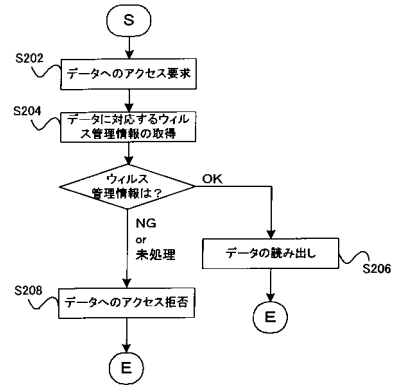 S
S202
データへのアクセス要求
S204
データに対応するウィル
ス管理情報の取得
ウィルス
管理情報は?
OK
NG
or
未処理
データの読み出し
S206
S208
データへのアクセス拒否
E
E